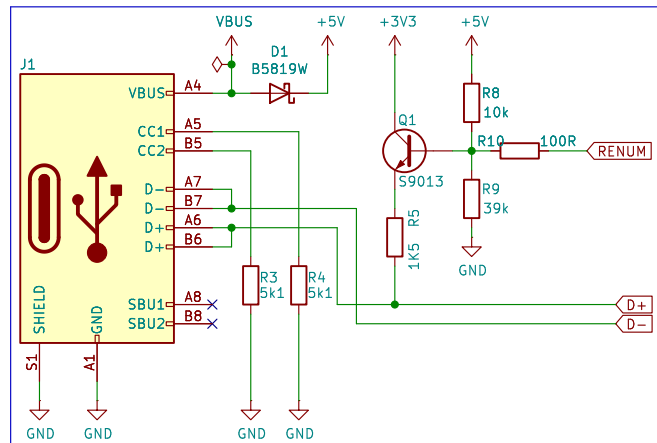 VBUS
+5V
+3V3
+5V
J1
D1
B5819W
VBUS
A4
CC1
A5
CC2
B5
D-
A7
D-
B7
D+
A6
D+
B6
SBU1
A8
SBU2
B8
SHIELD
GND
S1
A1
R3
5k1
R4
5k1
Q1
S9013
R5
1K5
R8
10k
R10
100R
RENUM
R9
39k
GND
D+
D-
GND
GND
GND
GND